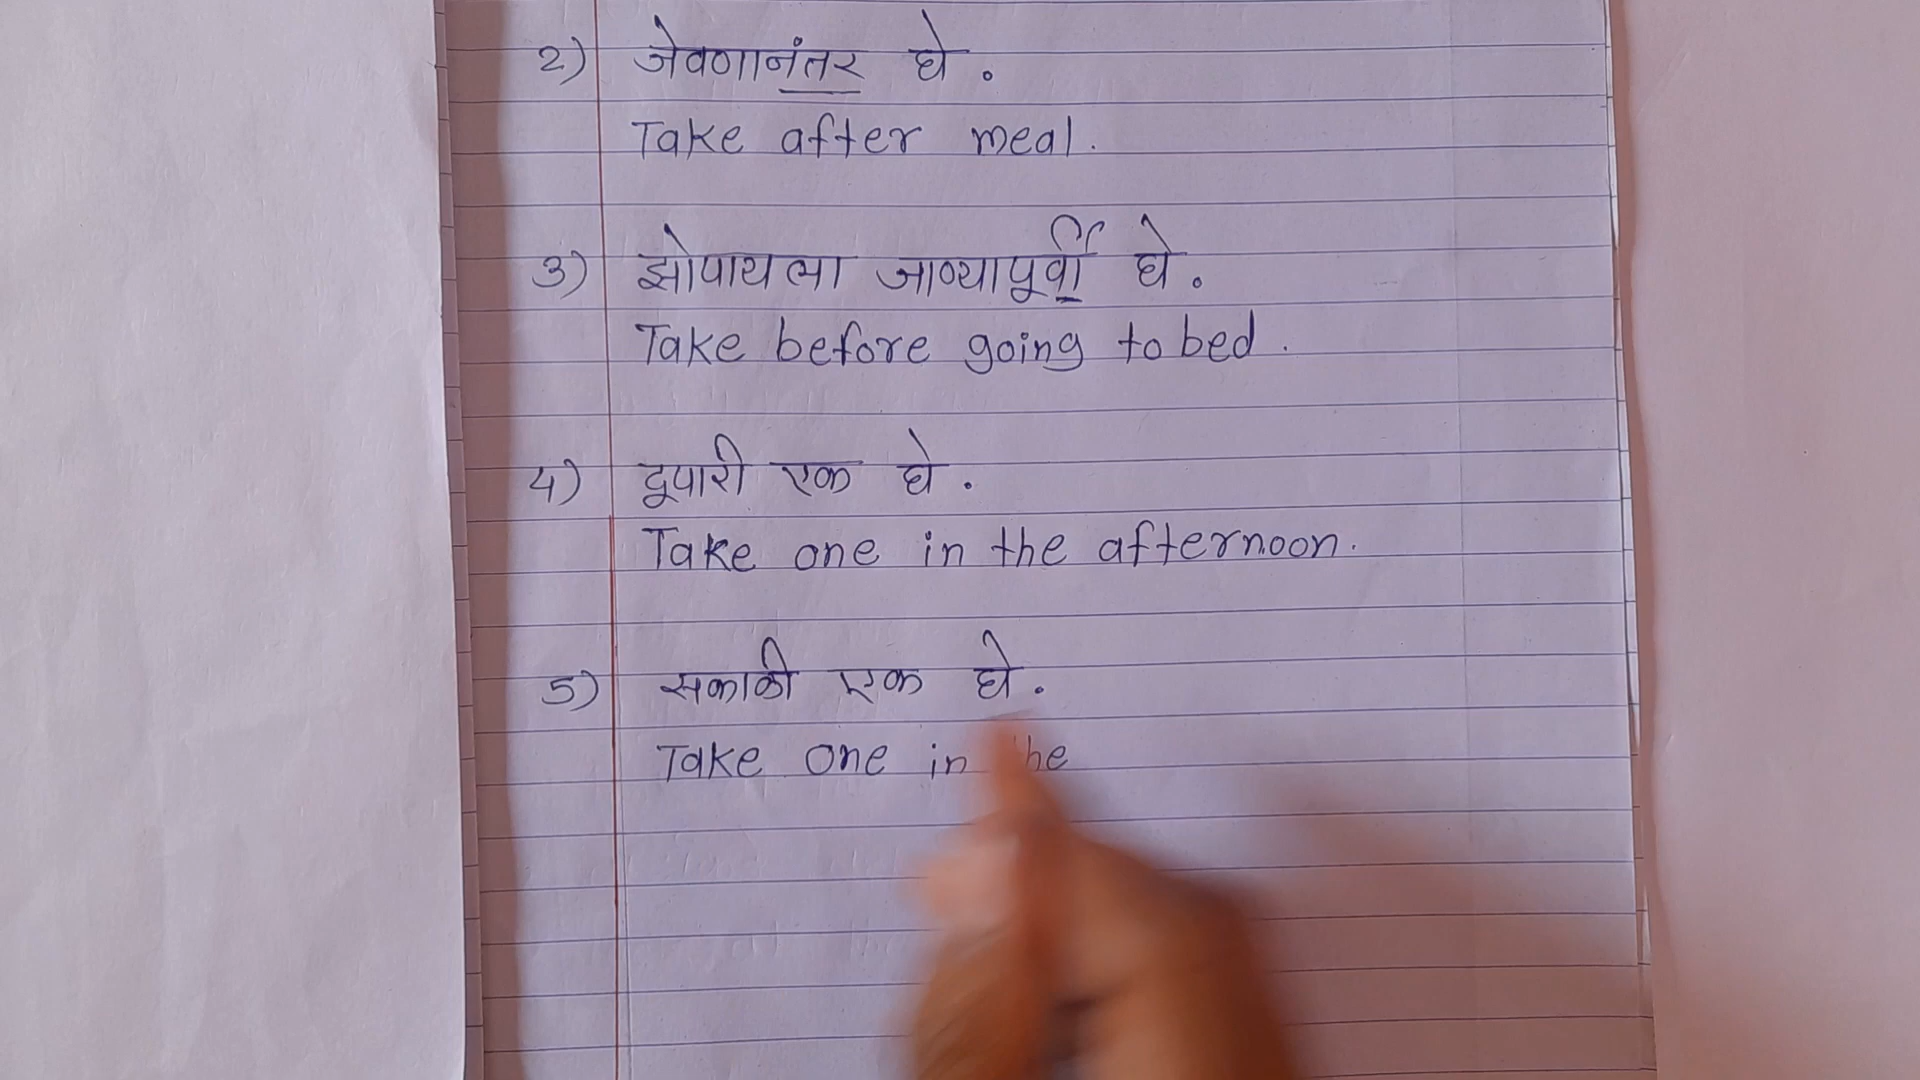 2) जेवणानंतर घे.
Take after meal.
3) झोपायला जाण्यापूर्वी घे.
Take before going to bed.
4) दूपारी एक घे.
Take one in the afternoon.
5) सकाळी एक घे.
Take one in the